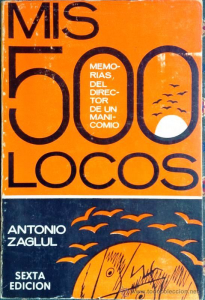 MIS
500
MEMO-
RIAS
DEL
DIREC-
TOR
DE UN
MANI-
COMIO
LOCOS
ANTONIO
ZAGLUL
SEXTA
EDICION